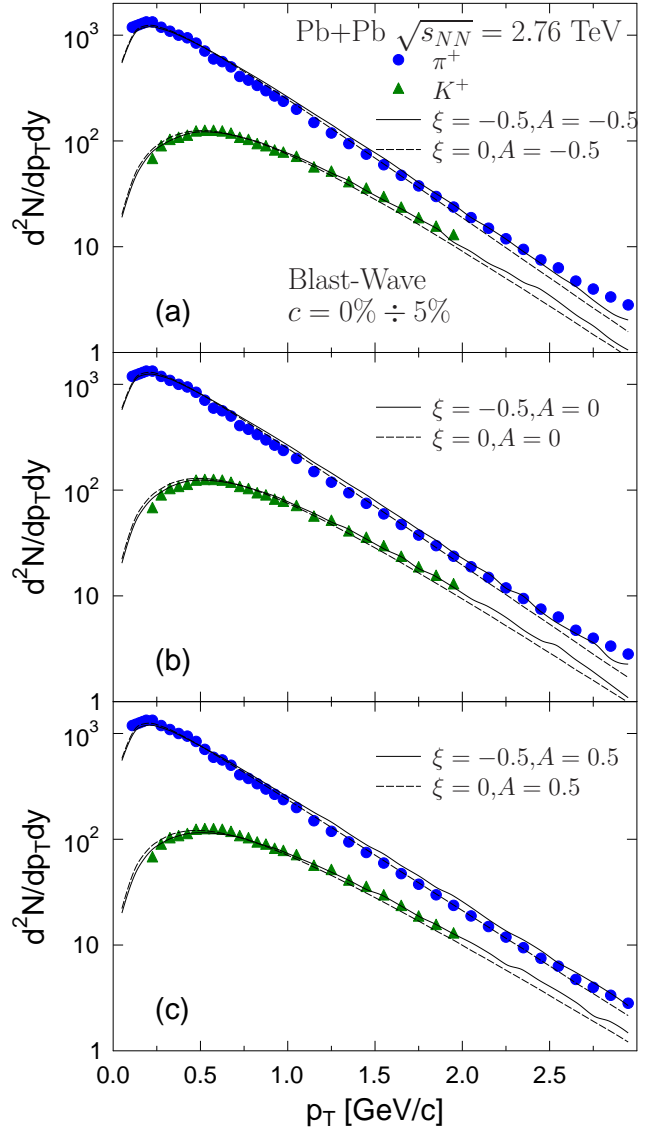 Pb+Pb √s_NN = 2.76 TeV
π⁺
K⁺
ξ = −0.5,A = −0.5
ξ = 0,A = −0.5
Blast-Wave
c = 0% ÷ 5%
(a)
d²N/dp_Tdy
10³
10²
10
1
ξ = −0.5,A = 0
ξ = 0,A = 0
(b)
d²N/dp_Tdy
10³
10²
10
1
ξ = −0.5,A = 0.5
ξ = 0,A = 0.5
(c)
d²N/dp_Tdy
10³
10²
10
1
0.0 0.5 1.0 1.5 2.0 2.5
p_T [GeV/c]